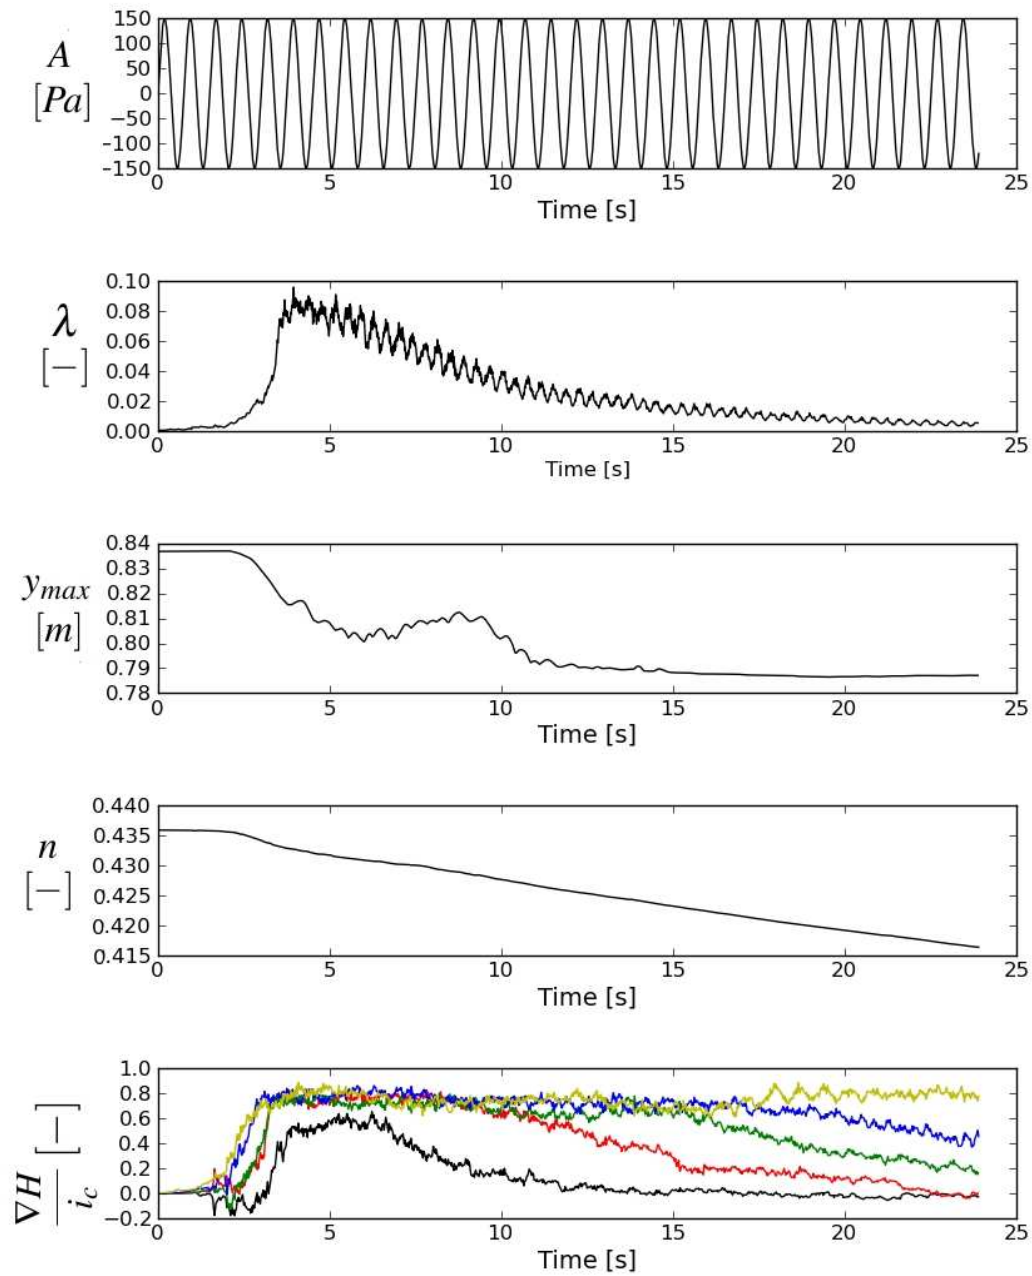 A
[Pa]
150
100
50
0
−50
−100
−150
0 5 10 15 20 25
Time [s]
λ
[−]
0.10
0.08
0.06
0.04
0.02
0.00
0 5 10 15 20 25
Time [s]
y_max
[m]
0.84
0.83
0.82
0.81
0.80
0.79
0.78
0 5 10 15 20 25
Time [s]
n
[−]
0.440
0.435
0.430
0.425
0.420
0.415
0 5 10 15 20 25
Time [s]
∇H
i_c
[−]
1.0
0.8
0.6
0.4
0.2
0.0
−0.2
0 5 10 15 20 25
Time [s]